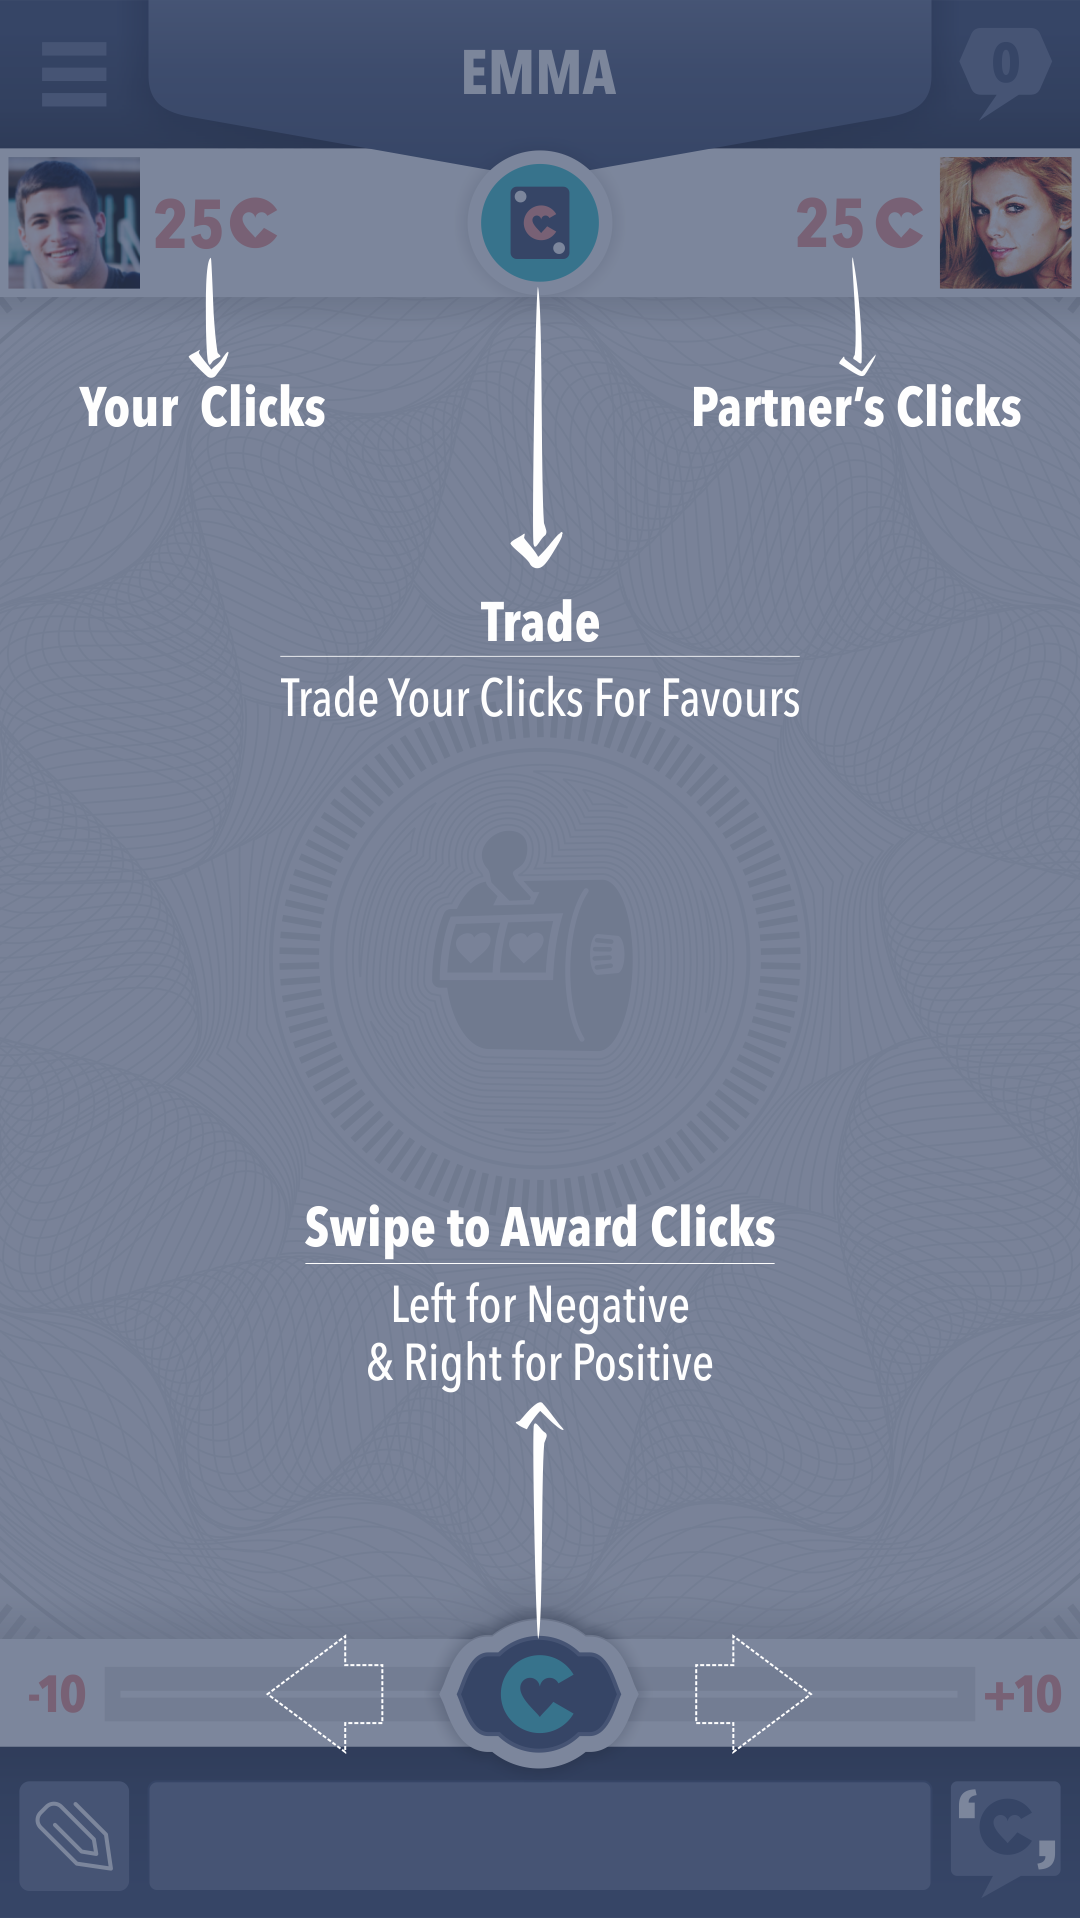 EMMA
0
25
25
Your Clicks
Partner’s Clicks
Trade
Trade Your Clicks For Favours
Swipe to Award Clicks
Left for Negative
& Right for Positive
-10
+10